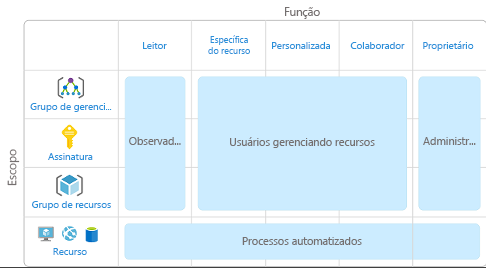 Função
Leitor
Específica
do recurso
Personalizada
Colaborador
Proprietário
Escopo
Grupo de gerenci...
Assinatura
Grupo de recursos
Recurso
Observad...
Usuários gerenciando recursos
Administr...
Processos automatizados